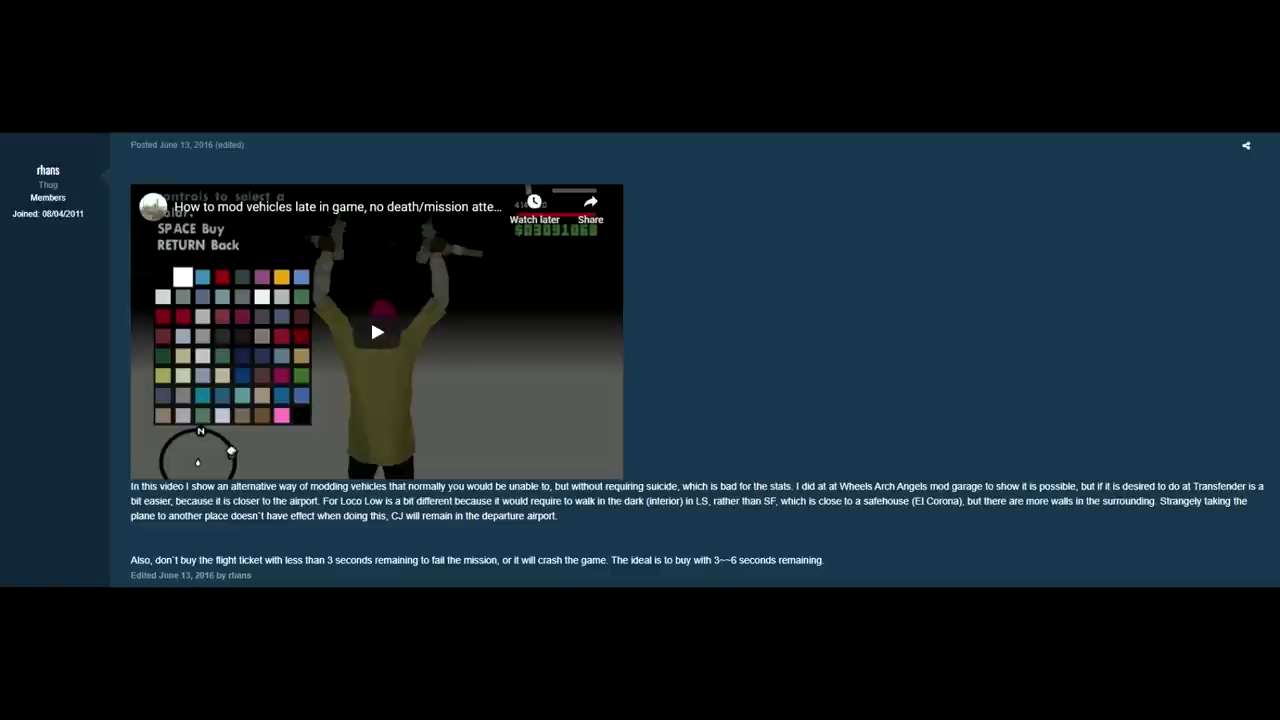 Posted June 13, 2016 (edited)
rhans
Thug
Members
Joined: 08/04/2011
How to mod vehicles late in game, no death/mission atte...
Watch later
Share
controls to select a
color.
SPACE Buy
RETURN Back
$03091068
N
In this video I show an alternative way of modding vehicles that normally you would be unable to, but without requiring suicide, which is bad for the stats. I did at at Wheels Arch Angels mod garage to show it is possible, but if it is desired to do at Transfender is a
bit easier, because it is closer to the airport. For Loco Low is a bit different because it would require to walk in the dark (interior) in LS, rather than SF, which is close to a safehouse (El Corona), but there are more walls in the surrounding. Strangely taking the
plane to another place doesn´t have effect when doing this, CJ will remain in the departure airport.
Also, don´t buy the flight ticket with less than 3 seconds remaining to fail the mission, or it will crash the game. The ideal is to buy with 3~~6 seconds remaining.
Edited June 13, 2016 by rhans